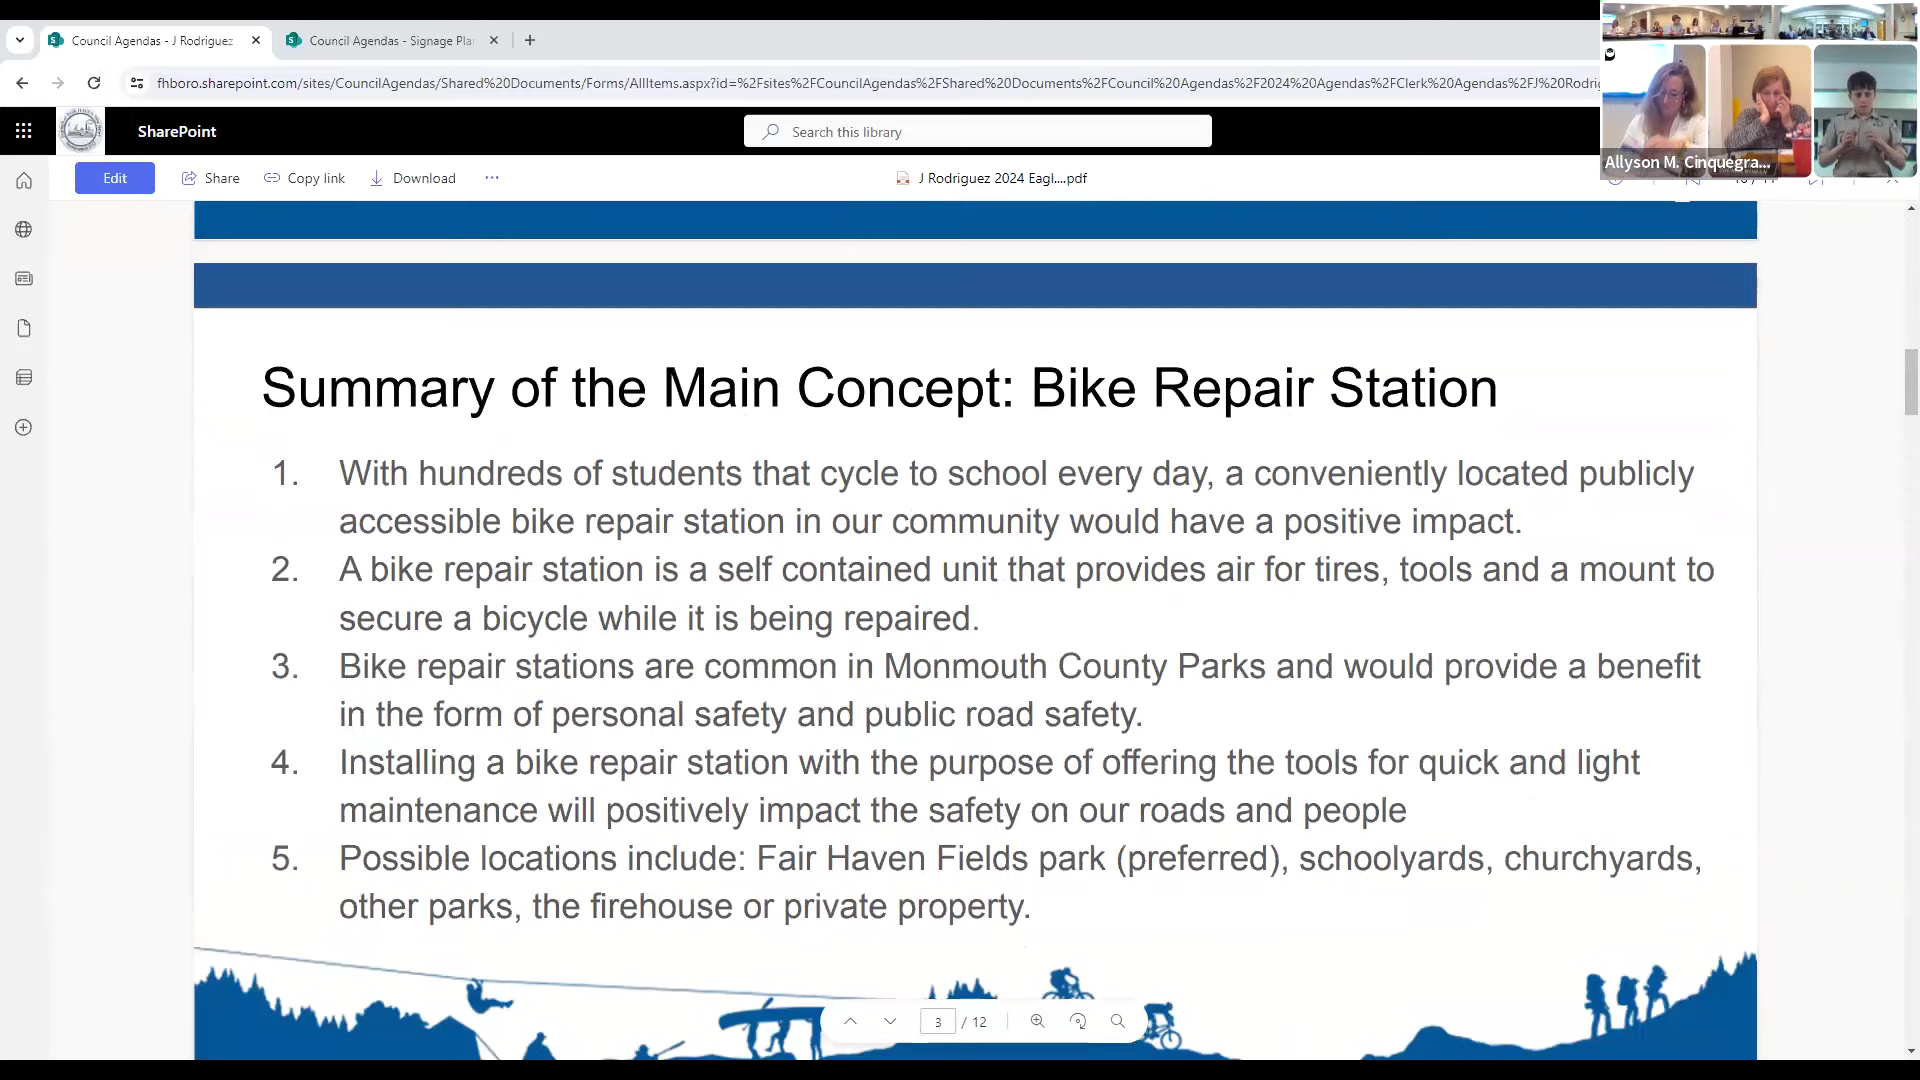 Council Agendas - J Rodriguez
Council Agendas - Signage Pla
fhboro.sharepoint.com/sites/CouncilAgendas/Shared%20Documents/Forms/AllItems.aspx?id=%2Fsites%2FCouncilAgendas%2FShared%20Documents%2FCouncil%20Agendas%2F2024%20Agendas%2FClerk%20Agendas%2FJ%20Rodrig
SharePoint
Search this library
Edit
Share
Copy link
Download
J Rodriguez 2024 Eagl....pdf
Allyson M. Cinquegra...
Summary of the Main Concept: Bike Repair Station
1. With hundreds of students that cycle to school every day, a conveniently located publicly
accessible bike repair station in our community would have a positive impact.
2. A bike repair station is a self contained unit that provides air for tires, tools and a mount to
secure a bicycle while it is being repaired.
3. Bike repair stations are common in Monmouth County Parks and would provide a benefit
in the form of personal safety and public road safety.
4. Installing a bike repair station with the purpose of offering the tools for quick and light
maintenance will positively impact the safety on our roads and people
5. Possible locations include: Fair Haven Fields park (preferred), schoolyards, churchyards,
other parks, the firehouse or private property.
3 / 12